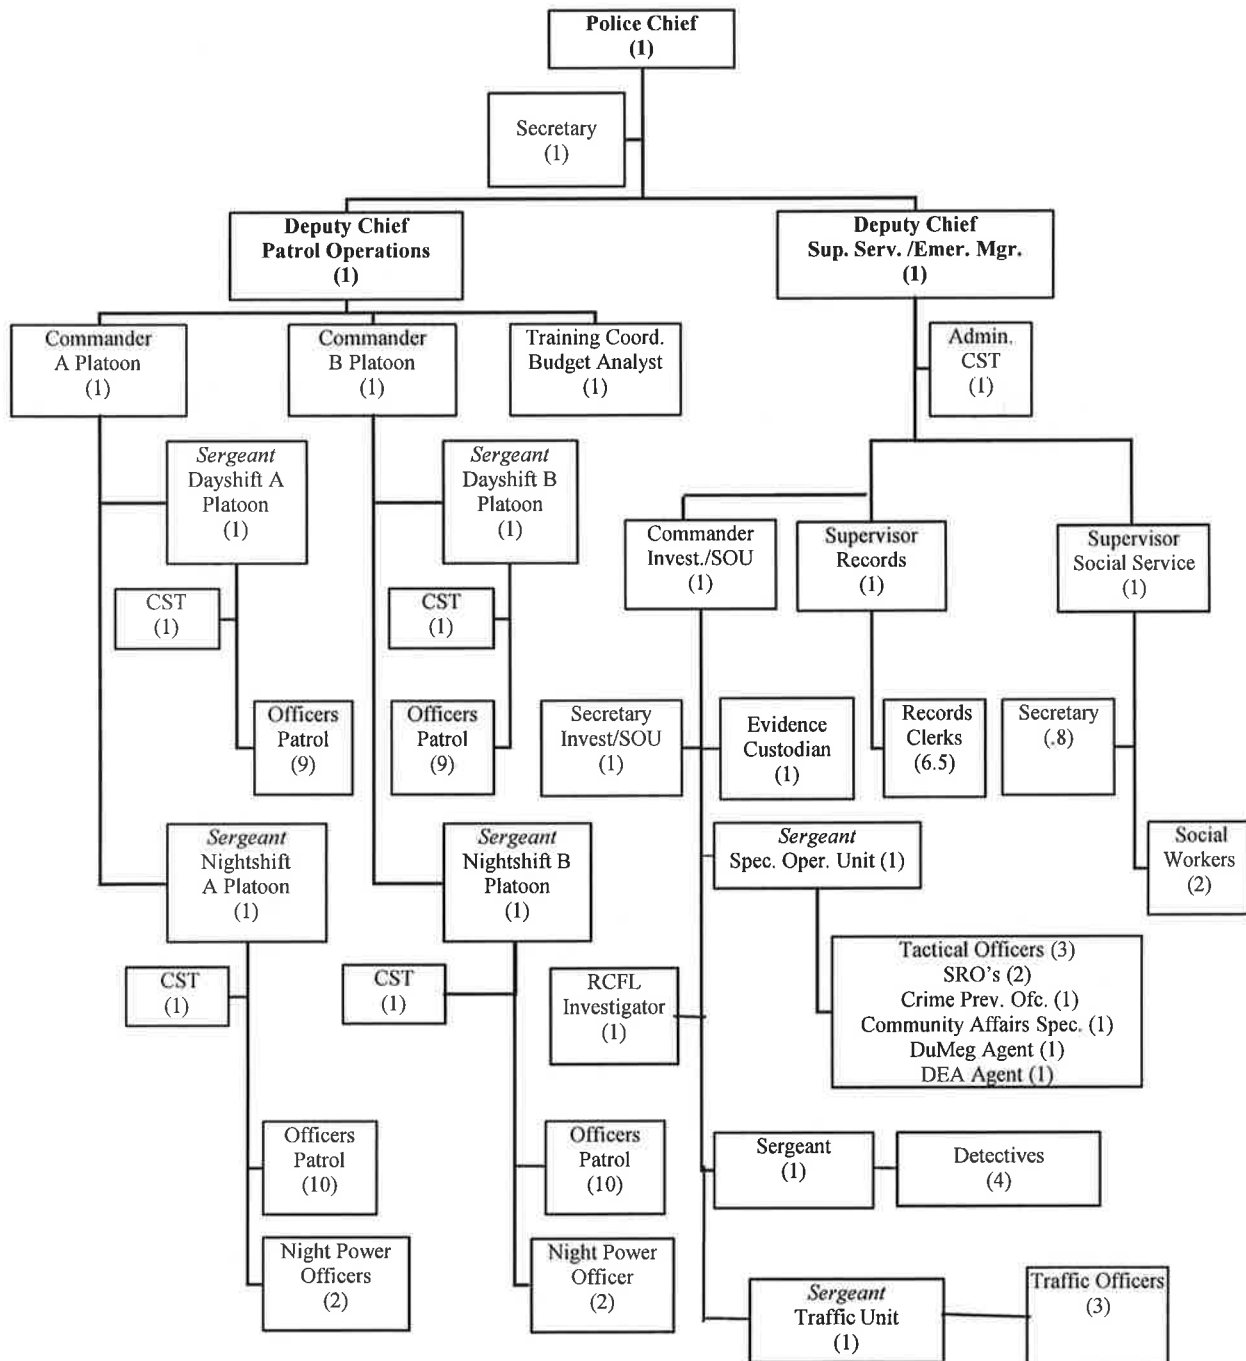 Police Chief
(1)
Secretary
(1)
Deputy Chief
Patrol Operations
(1)
Deputy Chief
Sup. Serv. /Emer. Mgr.
(1)
Commander
A Platoon
(1)
Commander
B Platoon
(1)
Training Coord.
Budget Analyst
(1)
Admin.
CST
(1)
Sergeant
Dayshift A
Platoon
(1)
Sergeant
Dayshift B
Platoon
(1)
Commander
Invest./SOU
(1)
Supervisor
Records
(1)
Supervisor
Social Service
(1)
CST
(1)
CST
(1)
Officers
Patrol
(9)
Officers
Patrol
(9)
Secretary
Invest/SOU
(1)
Evidence
Custodian
(1)
Records
Clerks
(6.5)
Secretary
(.8)
Sergeant
Nightshift
A Platoon
(1)
Sergeant
Nightshift B
Platoon
(1)
Sergeant
Spec. Oper. Unit (1)
Social
Workers
(2)
CST
(1)
CST
(1)
RCFL
Investigator
(1)
Tactical Officers (3)
SRO's (2)
Crime Prev. Ofc. (1)
Community Affairs Spec. (1)
DuMeg Agent (1)
DEA Agent (1)
Officers
Patrol
(10)
Officers
Patrol
(10)
Sergeant
(1)
Detectives
(4)
Night Power
Officers
(2)
Night Power
Officer
(2)
Sergeant
Traffic Unit
(1)
Traffic Officers
(3)